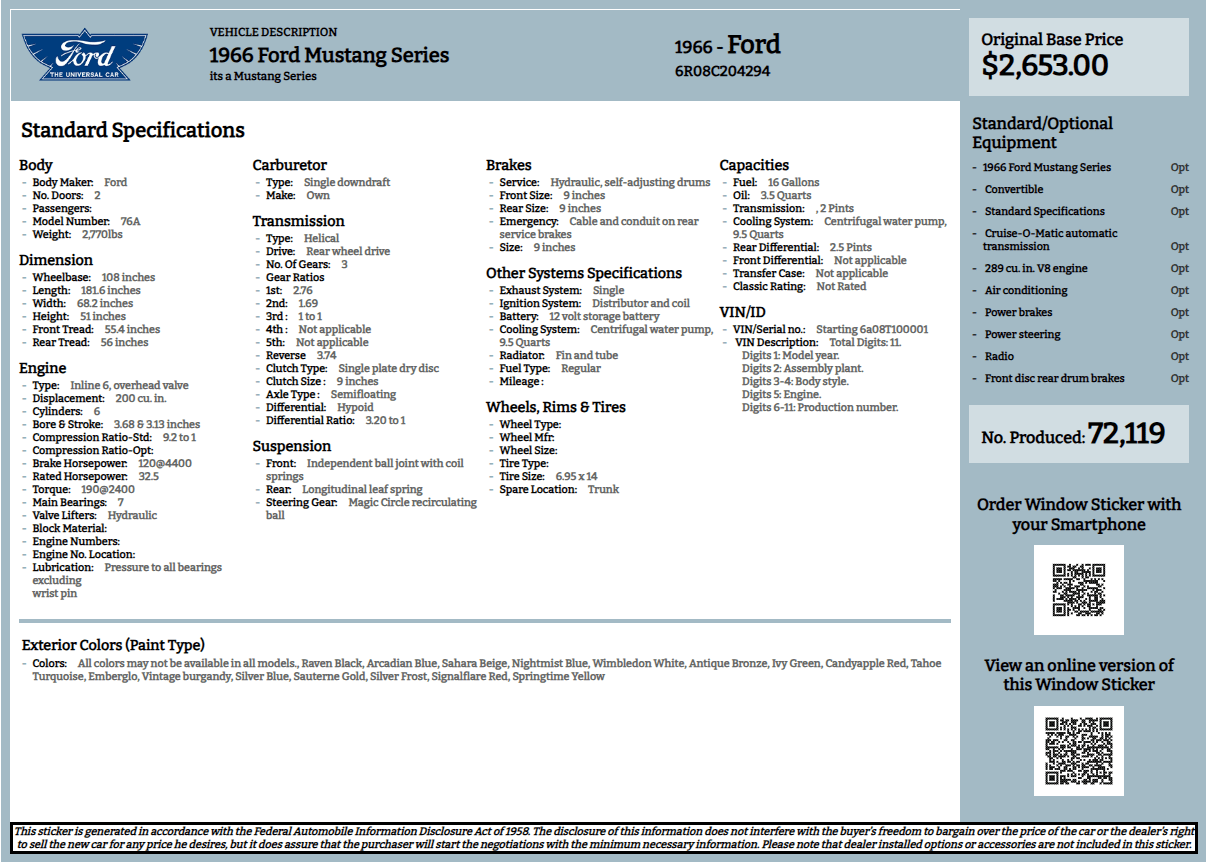 Ford
THE UNIVERSAL CAR
VEHICLE DESCRIPTION
1966 Ford Mustang Series
its a Mustang Series
1966 - Ford
6R08C204294
Original Base Price
$2,653.00
Standard Specifications
Body
- Body Maker: Ford
- No. Doors: 2
- Passengers:
- Model Number: 76A
- Weight: 2,770lbs
Dimension
- Wheelbase: 108 inches
- Length: 181.6 inches
- Width: 68.2 inches
- Height: 51 inches
- Front Tread: 55.4 inches
- Rear Tread: 56 inches
Engine
- Type: Inline 6, overhead valve
- Displacement: 200 cu. in.
- Cylinders: 6
- Bore & Stroke: 3.68 & 3.13 inches
- Compression Ratio-Std: 9.2 to 1
- Compression Ratio-Opt:
- Brake Horsepower: 120@4400
- Rated Horsepower: 32.5
- Torque: 190@2400
- Main Bearings: 7
- Valve Lifters: Hydraulic
- Block Material:
- Engine Numbers:
- Engine No. Location:
- Lubrication: Pressure to all bearings
excluding
wrist pin
Carburetor
- Type: Single downdraft
- Make: Own
Transmission
- Type: Helical
- Drive: Rear wheel drive
- No. Of Gears: 3
- Gear Ratios
- 1st: 2.76
- 2nd: 1.69
- 3rd : 1 to 1
- 4th : Not applicable
- 5th: Not applicable
- Reverse 3.74
- Clutch Type: Single plate dry disc
- Clutch Size : 9 inches
- Axle Type : Semifloating
- Differential: Hypoid
- Differential Ratio: 3.20 to 1
Suspension
- Front: Independent ball joint with coil
springs
- Rear: Longitudinal leaf spring
- Steering Gear: Magic Circle recirculating
ball
Brakes
- Service: Hydraulic, self-adjusting drums
- Front Size: 9 inches
- Rear Size: 9 inches
- Emergency: Cable and conduit on rear
service brakes
- Size: 9 inches
Other Systems Specifications
- Exhaust System: Single
- Ignition System: Distributor and coil
- Battery: 12 volt storage battery
- Cooling System: Centrifugal water pump,
9.5 Quarts
- Radiator: Fin and tube
- Fuel Type: Regular
- Mileage :
Wheels, Rims & Tires
- Wheel Type:
- Wheel Mfr:
- Wheel Size:
- Tire Type:
- Tire Size: 6.95 x 14
- Spare Location: Trunk
Capacities
- Fuel: 16 Gallons
- Oil: 3.5 Quarts
- Transmission: , 2 Pints
- Cooling System: Centrifugal water pump,
9.5 Quarts
- Rear Differential: 2.5 Pints
- Front Differential: Not applicable
- Transfer Case: Not applicable
- Classic Rating: Not Rated
VIN/ID
- VIN/Serial no.: Starting 6a08T100001
- VIN Description: Total Digits: 11.
Digits 1: Model year.
Digits 2: Assembly plant.
Digits 3-4: Body style.
Digits 5: Engine.
Digits 6-11: Production number.
Exterior Colors (Paint Type)
- Colors: All colors may not be available in all models., Raven Black, Arcadian Blue, Sahara Beige, Nightmist Blue, Wimbledon White, Antique Bronze, Ivy Green, Candyapple Red, Tahoe
Turquoise, Emberglo, Vintage burgandy, Silver Blue, Sauterne Gold, Silver Frost, Signalflare Red, Springtime Yellow
Standard/Optional
Equipment
- 1966 Ford Mustang Series Opt
- Convertible Opt
- Standard Specifications Opt
- Cruise-O-Matic automatic
transmission Opt
- 289 cu. in. V8 engine Opt
- Air conditioning Opt
- Power brakes Opt
- Power steering Opt
- Radio Opt
- Front disc rear drum brakes Opt
No. Produced: 72,119
Order Window Sticker with
your Smartphone
View an online version of
this Window Sticker
This sticker is generated in accordance with the Federal Automobile Information Disclosure Act of 1958. The disclosure of this information does not interfere with the buyer's freedom to bargain over the price of the car or the dealer's right
to sell the new car for any price he desires, but it does assure that the purchaser will start the negotiations with the minimum necessary information. Please note that dealer installed options or accessories are not included in this sticker.